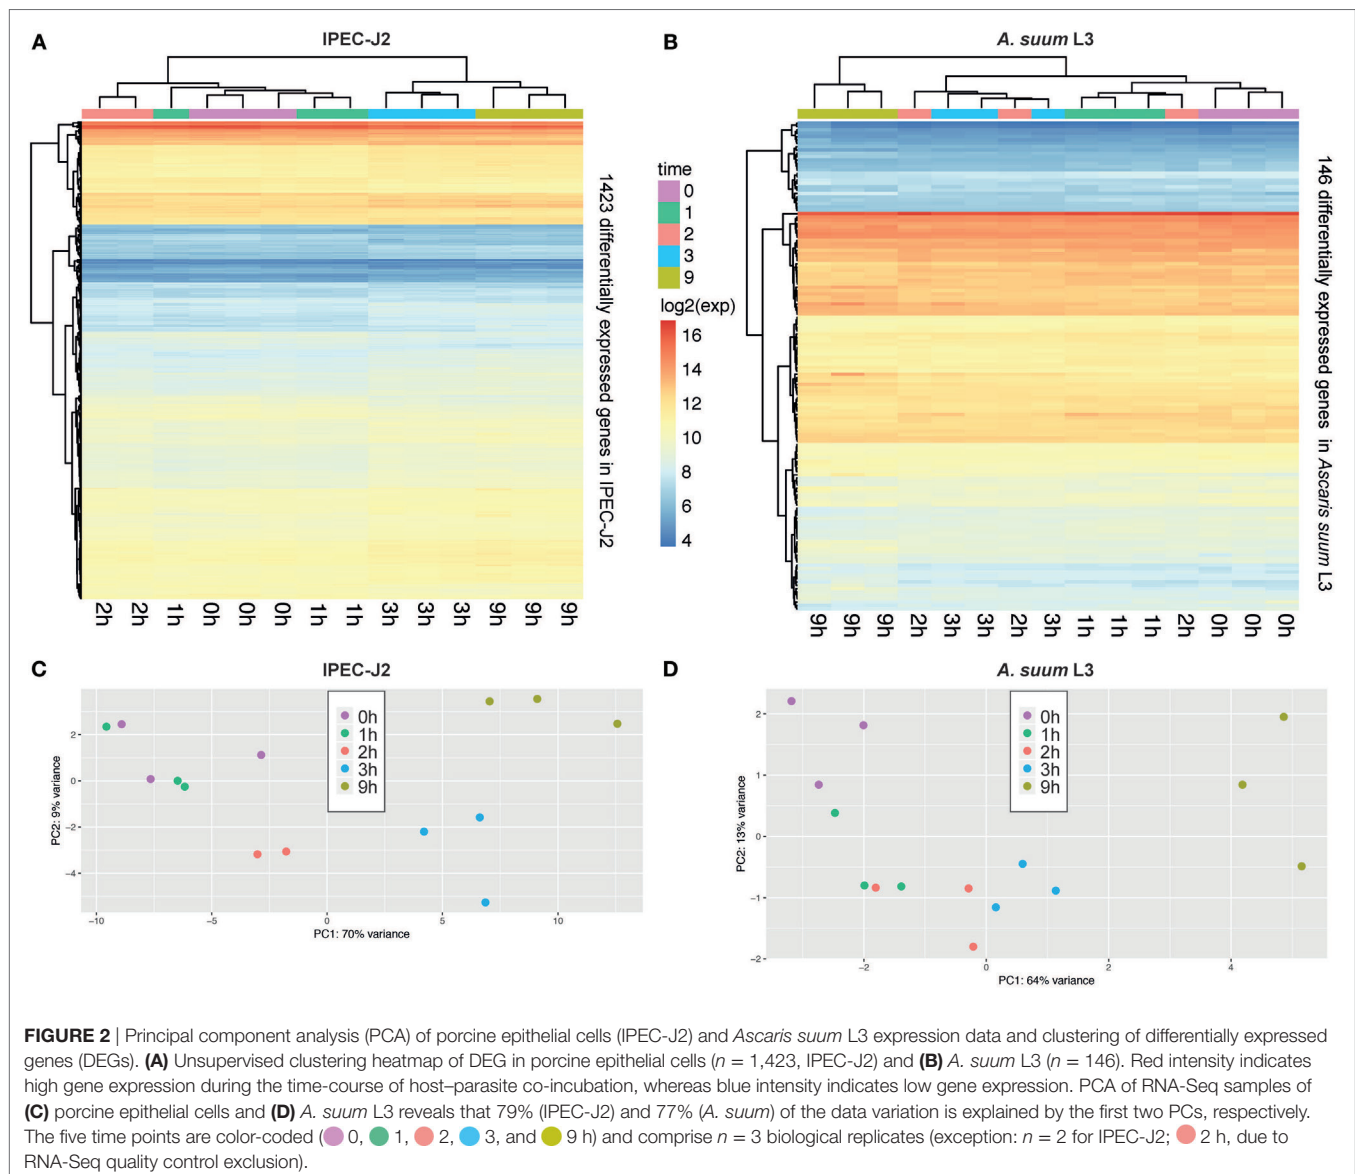 A
IPEC-J2
B
A. suum L3
time
0
1
2
3
9
log2(exp)
16
14
12
10
8
6
4
1423 differentially expressed genes in IPEC-J2
146 differentially expressed genes in Ascaris suum L3
2h 2h 1h 0h 0h 0h 1h 1h 3h 3h 3h 9h 9h 9h
9h 9h 9h 2h 3h 3h 2h 3h 1h 1h 1h 2h 0h 0h 0h
C
IPEC-J2
0h
1h
2h
3h
9h
2
0
−2
−4
PC2: 9% variance
−10 −5 0 5 10
PC1: 70% variance
D
A. suum L3
0h
1h
2h
3h
9h
2
1
0
−1
−2
PC2: 13% variance
−2 0 2 4
PC1: 64% variance
FIGURE 2 | Principal component analysis (PCA) of porcine epithelial cells (IPEC-J2) and Ascaris suum L3 expression data and clustering of differentially expressed
genes (DEGs). (A) Unsupervised clustering heatmap of DEG in porcine epithelial cells (n = 1,423, IPEC-J2) and (B) A. suum L3 (n = 146). Red intensity indicates
high gene expression during the time-course of host–parasite co-incubation, whereas blue intensity indicates low gene expression. PCA of RNA-Seq samples of
(C) porcine epithelial cells and (D) A. suum L3 reveals that 79% (IPEC-J2) and 77% (A. suum) of the data variation is explained by the first two PCs, respectively.
The five time points are color-coded ( 0, 1, 2, 3, and 9 h) and comprise n = 3 biological replicates (exception: n = 2 for IPEC-J2; 2 h, due to
RNA-Seq quality control exclusion).